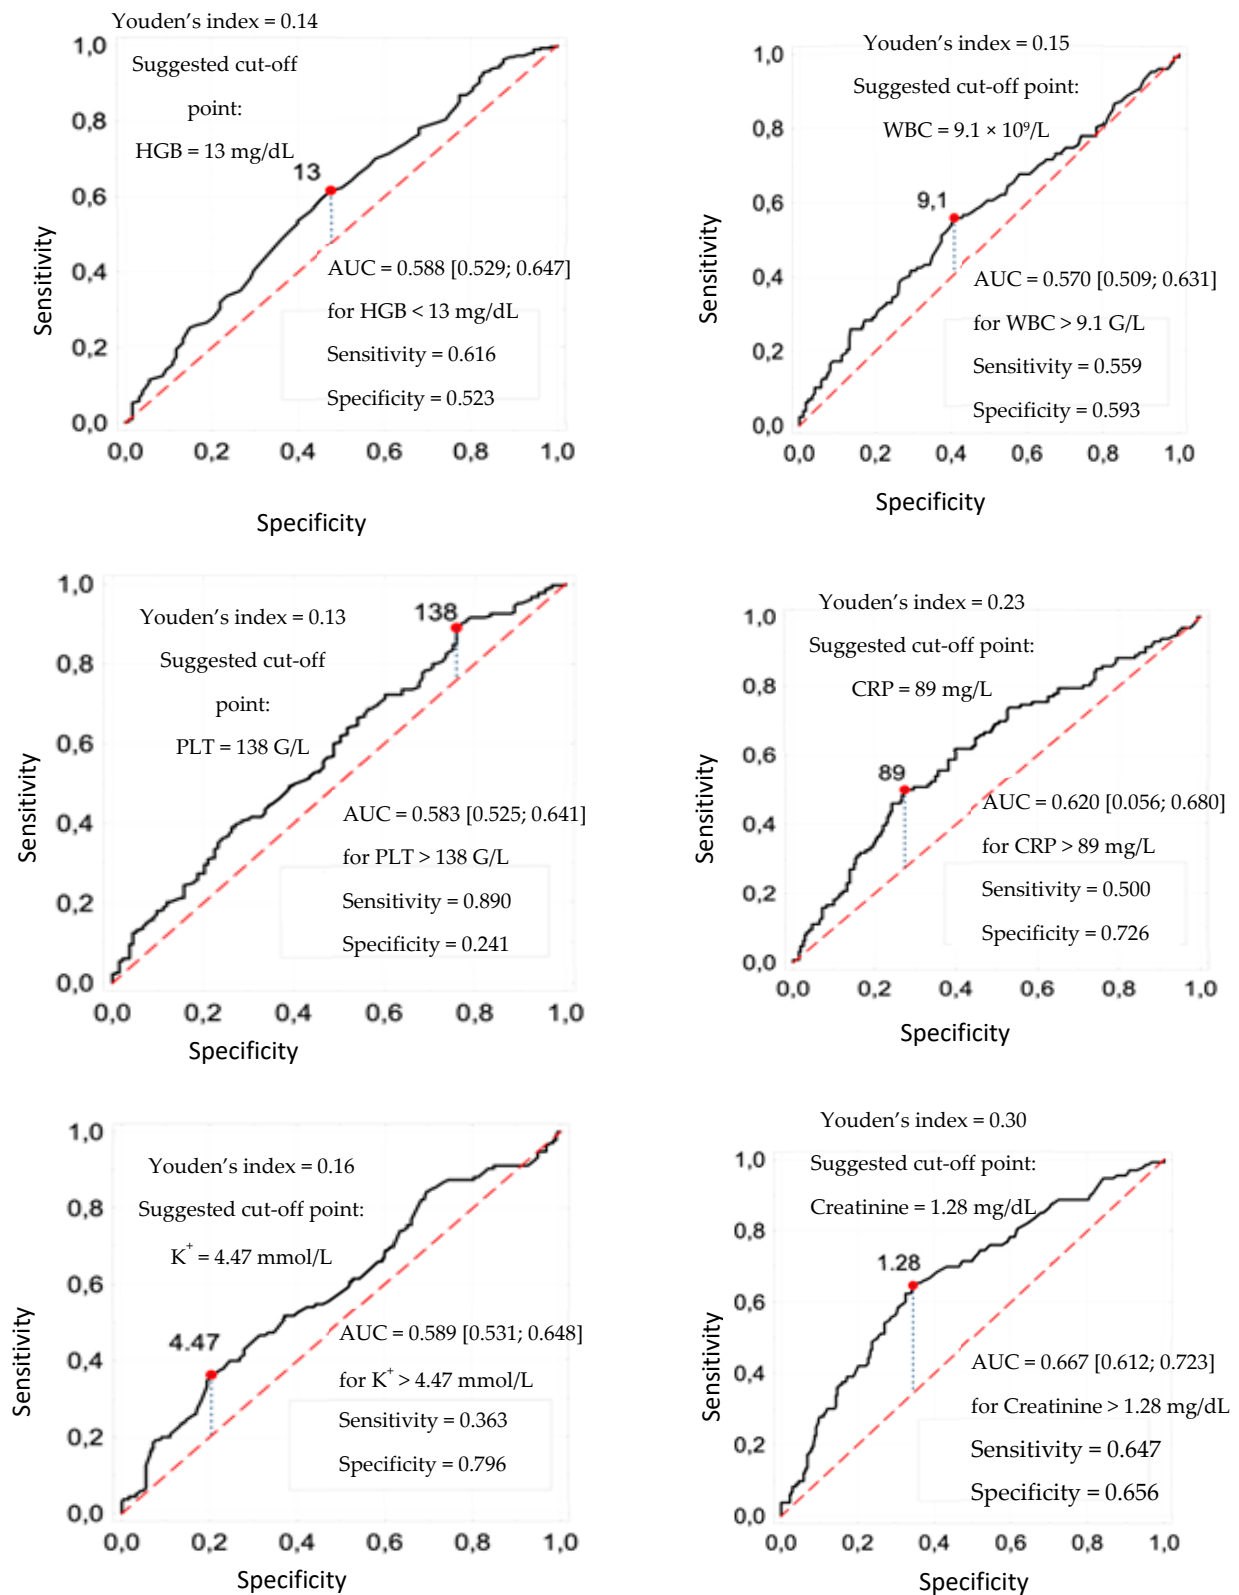 Youden's index = 0.14
1,0
Suggested cut-off
point:
HGB = 13 mg/dL
0,8
13
0,6
Sensitivity
0,4
AUC = 0.588 [0.529; 0.647]
for HGB < 13 mg/dL
0,2
Sensitivity = 0.616
Specificity = 0.523
0,0
0,0 0,2 0,4 0,6 0,8 1,0
Specificity
Youden's index = 0.15
1,0
Suggested cut-off point:
WBC = 9.1 × 10⁹/L
0,8
0,6
9,1
Sensitivity
0,4
AUC = 0.570 [0.509; 0.631]
for WBC > 9.1 G/L
0,2
Sensitivity = 0.559
Specificity = 0.593
0,0
0,0 0,2 0,4 0,6 0,8 1,0
Specificity
1,0
Youden's index = 0.13
138
Suggested cut-off
0,8
point:
PLT = 138 G/L
0,6
Sensitivity
0,4
AUC = 0.583 [0.525; 0.641]
for PLT > 138 G/L
Sensitivity = 0.890
0,2
Specificity = 0.241
0,0
0,0 0,2 0,4 0,6 0,8 1,0
Specificity
Youden's index = 0.23
1,0
Suggested cut-off point:
CRP = 89 mg/L
0,8
0,6
89
Sensitivity
0,4
AUC = 0.620 [0.056; 0.680]
for CRP > 89 mg/L
0,2
Sensitivity = 0.500
Specificity = 0.726
0,0
0,0 0,2 0,4 0,6 0,8 1,0
Specificity
1,0
Youden's index = 0.16
Suggested cut-off point:
0,8
K⁺ = 4.47 mmol/L
0,6
4.47
Sensitivity
0,4
AUC = 0.589 [0.531; 0.648]
for K⁺ > 4.47 mmol/L
Sensitivity = 0.363
0,2
Specificity = 0.796
0,0
0,0 0,2 0,4 0,6 0,8 1,0
Specificity
Youden's index = 0.30
1,0
Suggested cut-off point:
Creatinine = 1.28 mg/dL
0,8
1.28
0,6
Sensitivity
0,4
AUC = 0.667 [0.612; 0.723]
for Creatinine > 1.28 mg/dL
0,2
Sensitivity = 0.647
Specificity = 0.656
0,0
0,0 0,2 0,4 0,6 0,8 1,0
Specificity